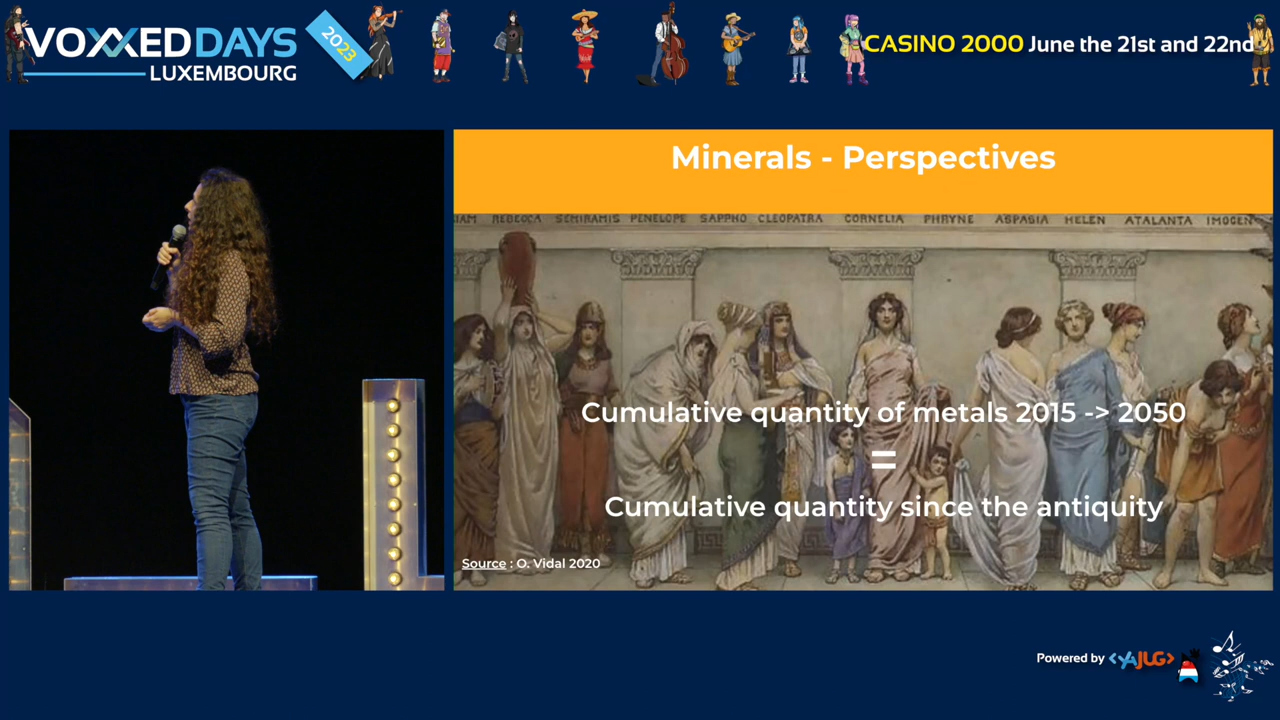 VOXXED DAYS
LUXEMBOURG
2023
CASINO 2000 June the 21st and 22nd
Minerals - Perspectives
REBECCA SEMIRAMIS PENELOPE SAPPHO CLEOPATRA CORNELIA PHRYNE ASPASIA HELEN ATALANTA IMOGEN
Cumulative quantity of metals 2015 -> 2050
=
Cumulative quantity since the antiquity
Source : O. Vidal 2020
Powered by <YAJUG>